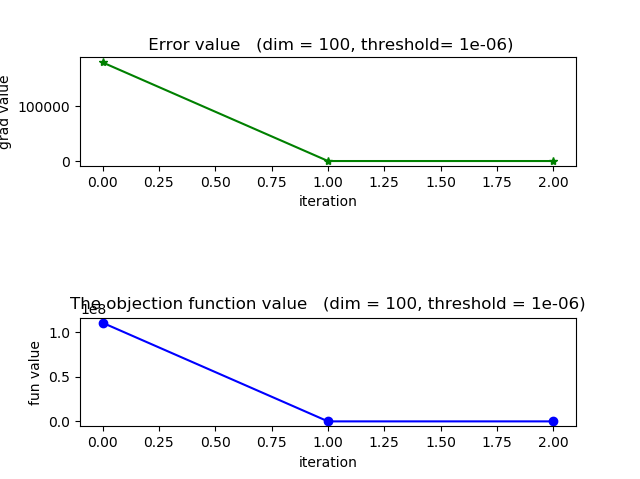 Error value (dim = 100, threshold= 1e-06)
grad value
100000
0
0.00 0.25 0.50 0.75 1.00 1.25 1.50 1.75 2.00
iteration
The objection function value (dim = 100, threshold = 1e-06)
1e8
fun value
1.0
0.5
0.0
0.00 0.25 0.50 0.75 1.00 1.25 1.50 1.75 2.00
iteration